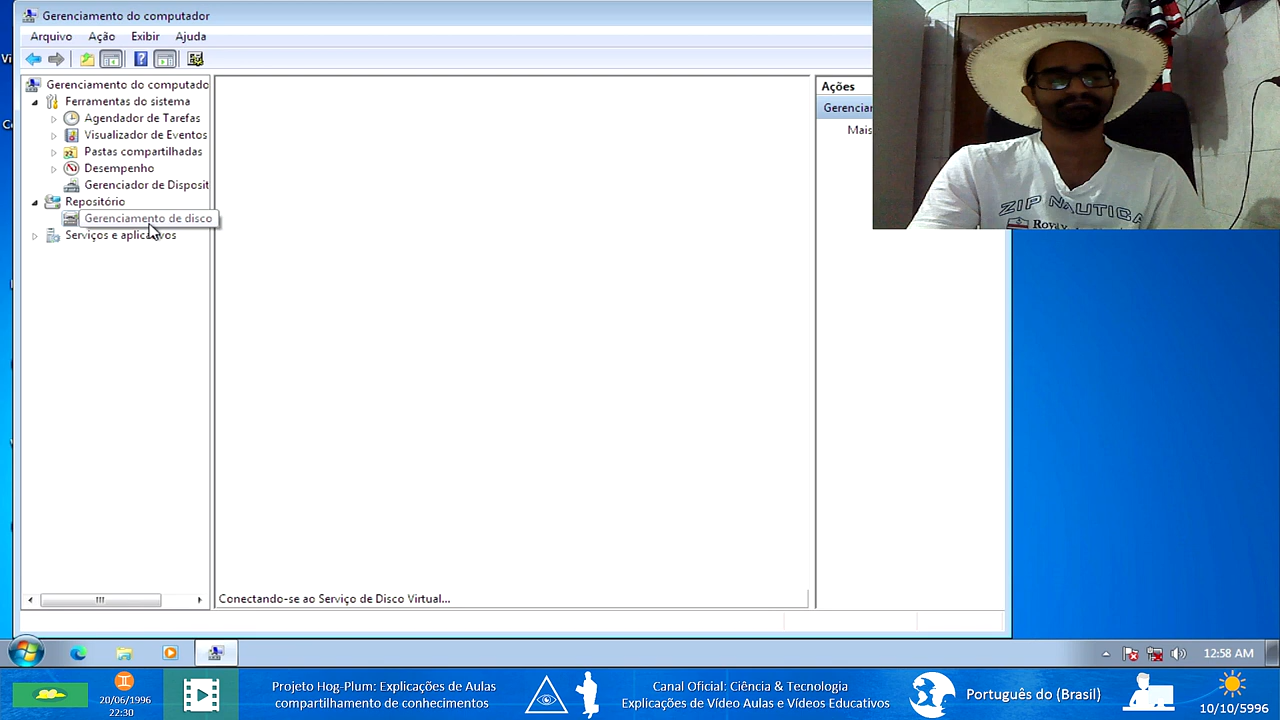 Gerenciamento do computador
Arquivo Ação Exibir Ajuda
Gerenciamento do computado
Ferramentas do sistema
Agendador de Tarefas
Visualizador de Eventos
Pastas compartilhadas
Desempenho
Gerenciador de Disposit
Repositório
Gerenciamento de disco
Serviços e aplicativos
Conectando-se ao Serviço de Disco Virtual...
Ações
Gerenciar
Mais
ZIP NAUTICA
12:58 AM
20/06/1996
22:30
Projeto Hog-Plum: Explicações de Aulas
compartilhamento de conhecimentos
Canal Oficial: Ciência & Tecnologia
Explicações de Vídeo Aulas e Vídeos Educativos
Português do (Brasil)
10/10/5996